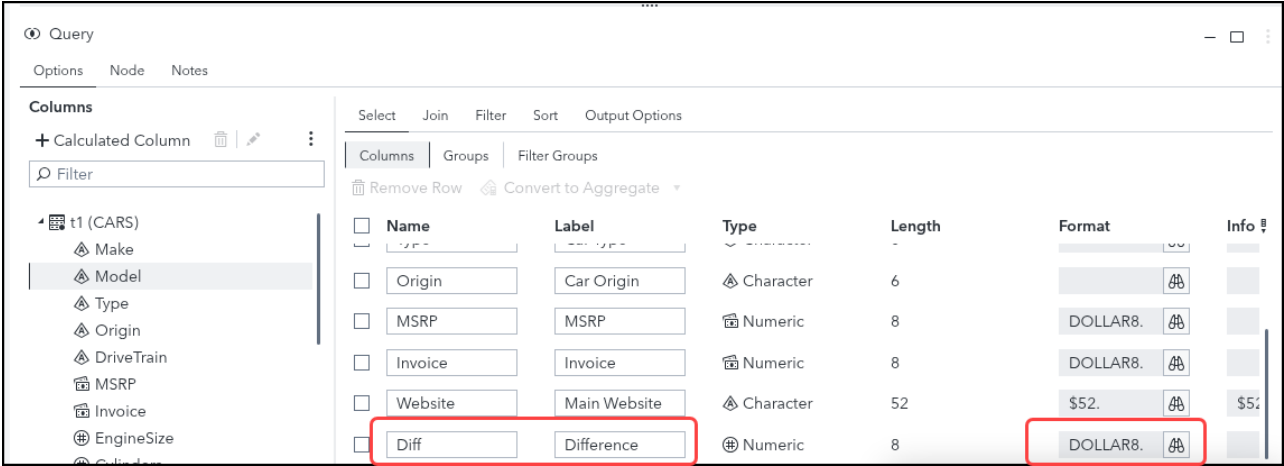 Query
Options Node Notes
Columns
+ Calculated Column
Filter
t1 (CARS)
Make
Model
Type
Origin
DriveTrain
MSRP
Invoice
EngineSize
Select Join Filter Sort Output Options
Columns Groups Filter Groups
Remove Row Convert to Aggregate
Name Label Type Length Format Info
Origin Car Origin Character 6
MSRP MSRP Numeric 8 DOLLAR8.
Invoice Invoice Numeric 8 DOLLAR8.
Website Main Website Character 52 $52. $52
Diff Difference Numeric 8 DOLLAR8.